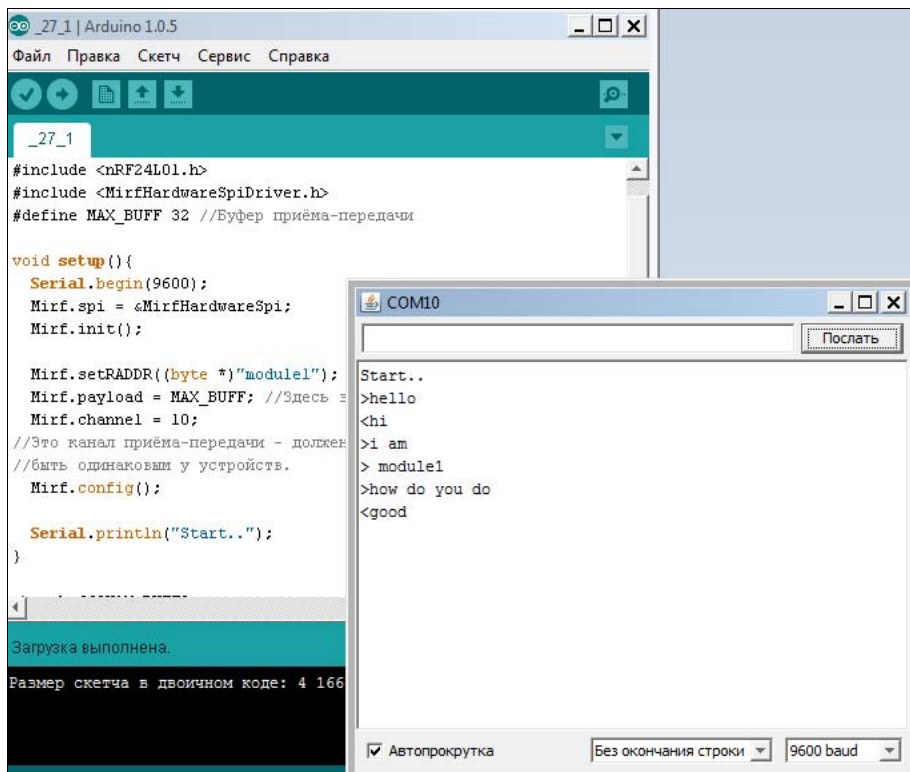 _27_1 | Arduino 1.0.5
Файл Правка Скетч Сервис Справка
_27_1
#include <nRF24L01.h>
#include <MirfHardwareSpiDriver.h>
#define MAX_BUFF 32 //Буфер приёма-передачи
void setup(){
Serial.begin(9600);
Mirf.spi = &MirfHardwareSpi;
Mirf.init();
Mirf.setRADDR((byte *)"module1");
Mirf.payload = MAX_BUFF; //Здесь
Mirf.channel = 10;
//Это канал приёма-передачи - должен
//быть одинаковым у устройств.
Mirf.config();
Serial.println("Start..");
}
Загрузка выполнена.
Размер скетча в двоичном коде: 4 166
COM10
Послать
Start..
>hello
<hi
>i am
> module1
>how do you do
<good
Автопрокрутка
Без окончания строки
9600 baud